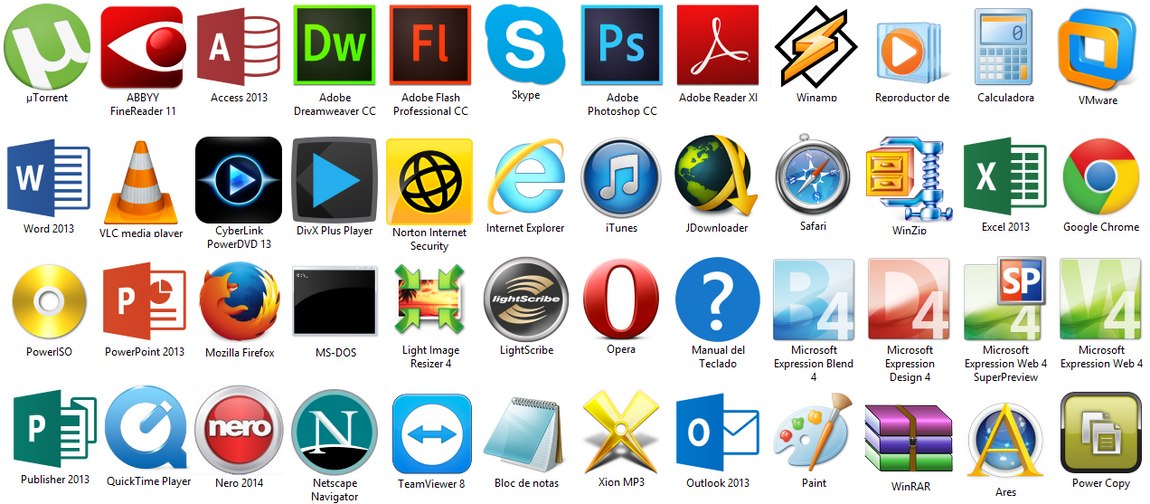 µ
A
Dw
Fl
S
Ps
0
µTorrent
ABBYY
FineReader 11
Access 2013
Adobe
Dreamweaver CC
Adobe Flash
Professional CC
Skype
Adobe
Photoshop CC
Adobe Reader XI
Winamp
Reproductor de
Calculadora
VMware
W
e
X
Word 2013
VLC media player
CyberLink
PowerDVD 13
DivX Plus Player
Norton Internet
Security
Internet Explorer
iTunes
JDownloader
Safari
WinZip
Excel 2013
Google Chrome
P
C:\_
lightScribe
O
?
B
4
D
4
SP
4
W
4
PowerISO
PowerPoint 2013
Mozilla Firefox
MS-DOS
Light Image
Resizer 4
LightScribe
Opera
Manual del
Teclado
Microsoft
Expression Blend
4
Microsoft
Expression
Design 4
Microsoft
Expression Web 4
SuperPreview
Microsoft
Expression Web 4
P
nero
N
O
A
Publisher 2013
QuickTime Player
Nero 2014
Netscape
Navigator
TeamViewer 8
Bloc de notas
Xion MP3
Outlook 2013
Paint
WinRAR
Ares
Power Copy